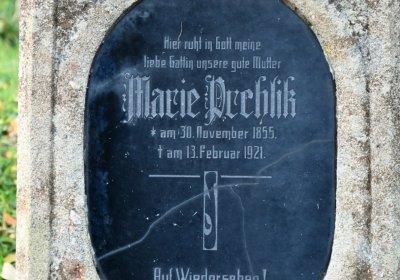 Hier ruht in Gott meine
liebe Gattin unsere gute Mutter
Marie Prchlik
* am 30. November 1855.
† am 13. Februar 1921.
Auf Wiedersehen!